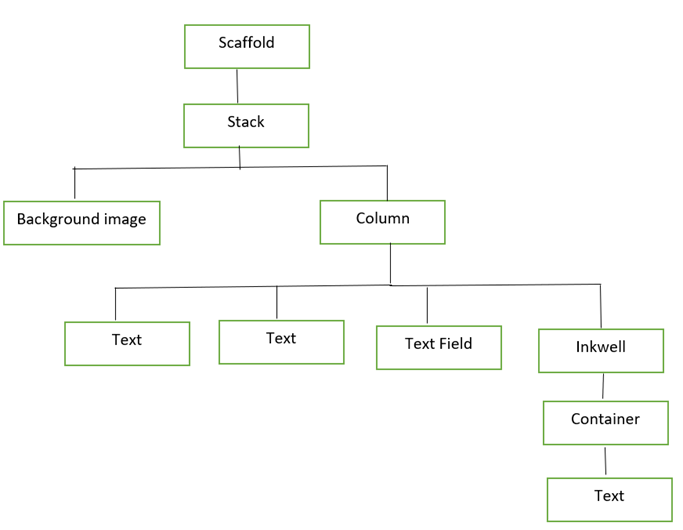 Scaffold
Stack
Background image
Column
Text
Text
Text Field
Inkwell
Container
Text